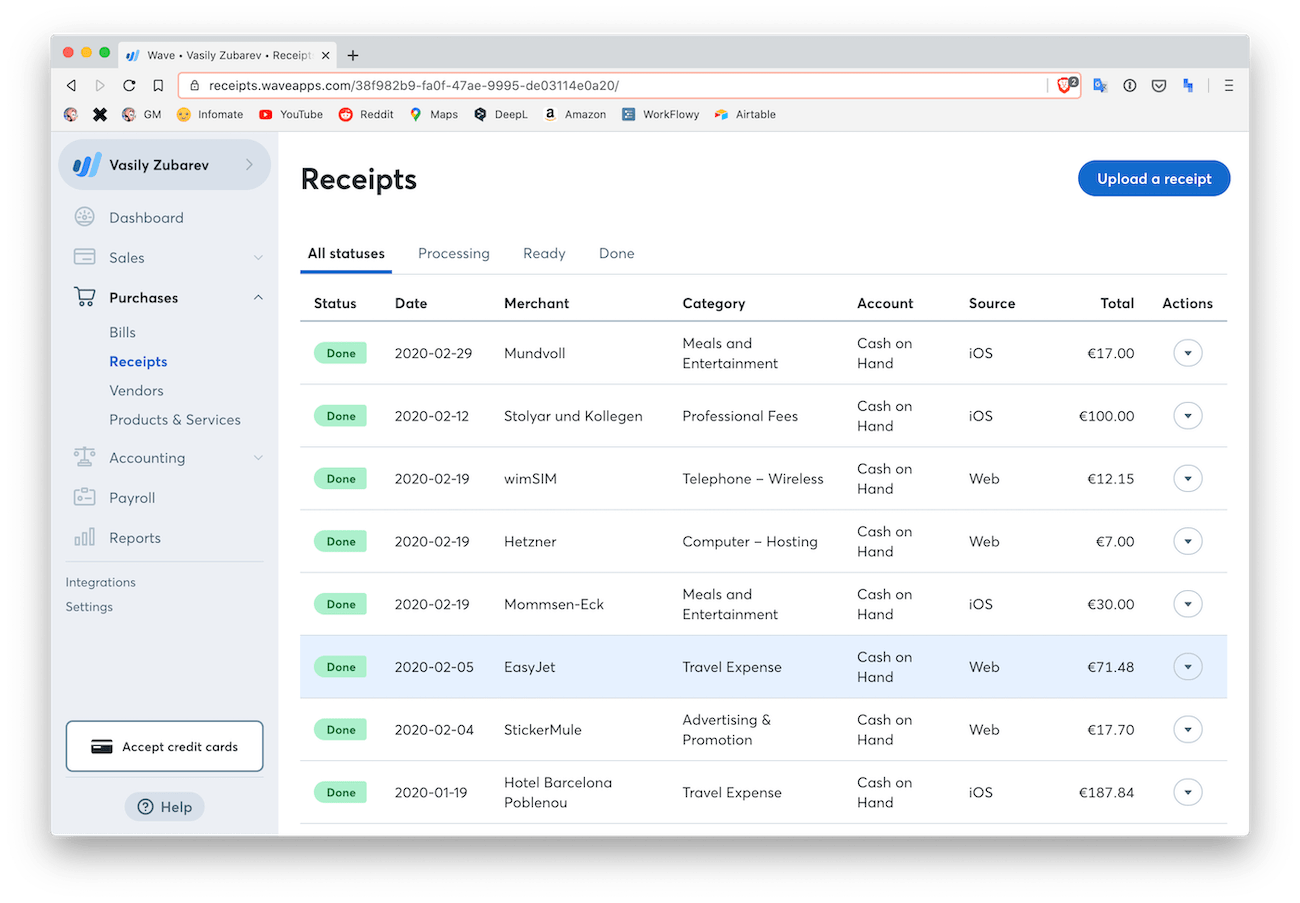 Wave • Vasily Zubarev • Receipt
receipts.waveapps.com/38f982b9-fa0f-47ae-9995-de03114e0a20/
2
GM Infomate YouTube Reddit Maps DeepL Amazon WorkFlowy Airtable
Vasily Zubarev
Dashboard
Sales
Purchases
Bills
Receipts
Vendors
Products & Services
Accounting
Payroll
Reports
Integrations
Settings
Accept credit cards
Help
Receipts
Upload a receipt
All statuses Processing Ready Done
Status Date Merchant Category Account Source Total Actions
Done 2020-02-29 Mundvoll Meals and Entertainment Cash on Hand iOS €17.00
Done 2020-02-12 Stolyar und Kollegen Professional Fees Cash on Hand iOS €100.00
Done 2020-02-19 wimSIM Telephone – Wireless Cash on Hand Web €12.15
Done 2020-02-19 Hetzner Computer – Hosting Cash on Hand Web €7.00
Done 2020-02-19 Mommsen-Eck Meals and Entertainment Cash on Hand iOS €30.00
Done 2020-02-05 EasyJet Travel Expense Cash on Hand Web €71.48
Done 2020-02-04 StickerMule Advertising & Promotion Cash on Hand Web €17.70
Done 2020-01-19 Hotel Barcelona Poblenou Travel Expense Cash on Hand iOS €187.84